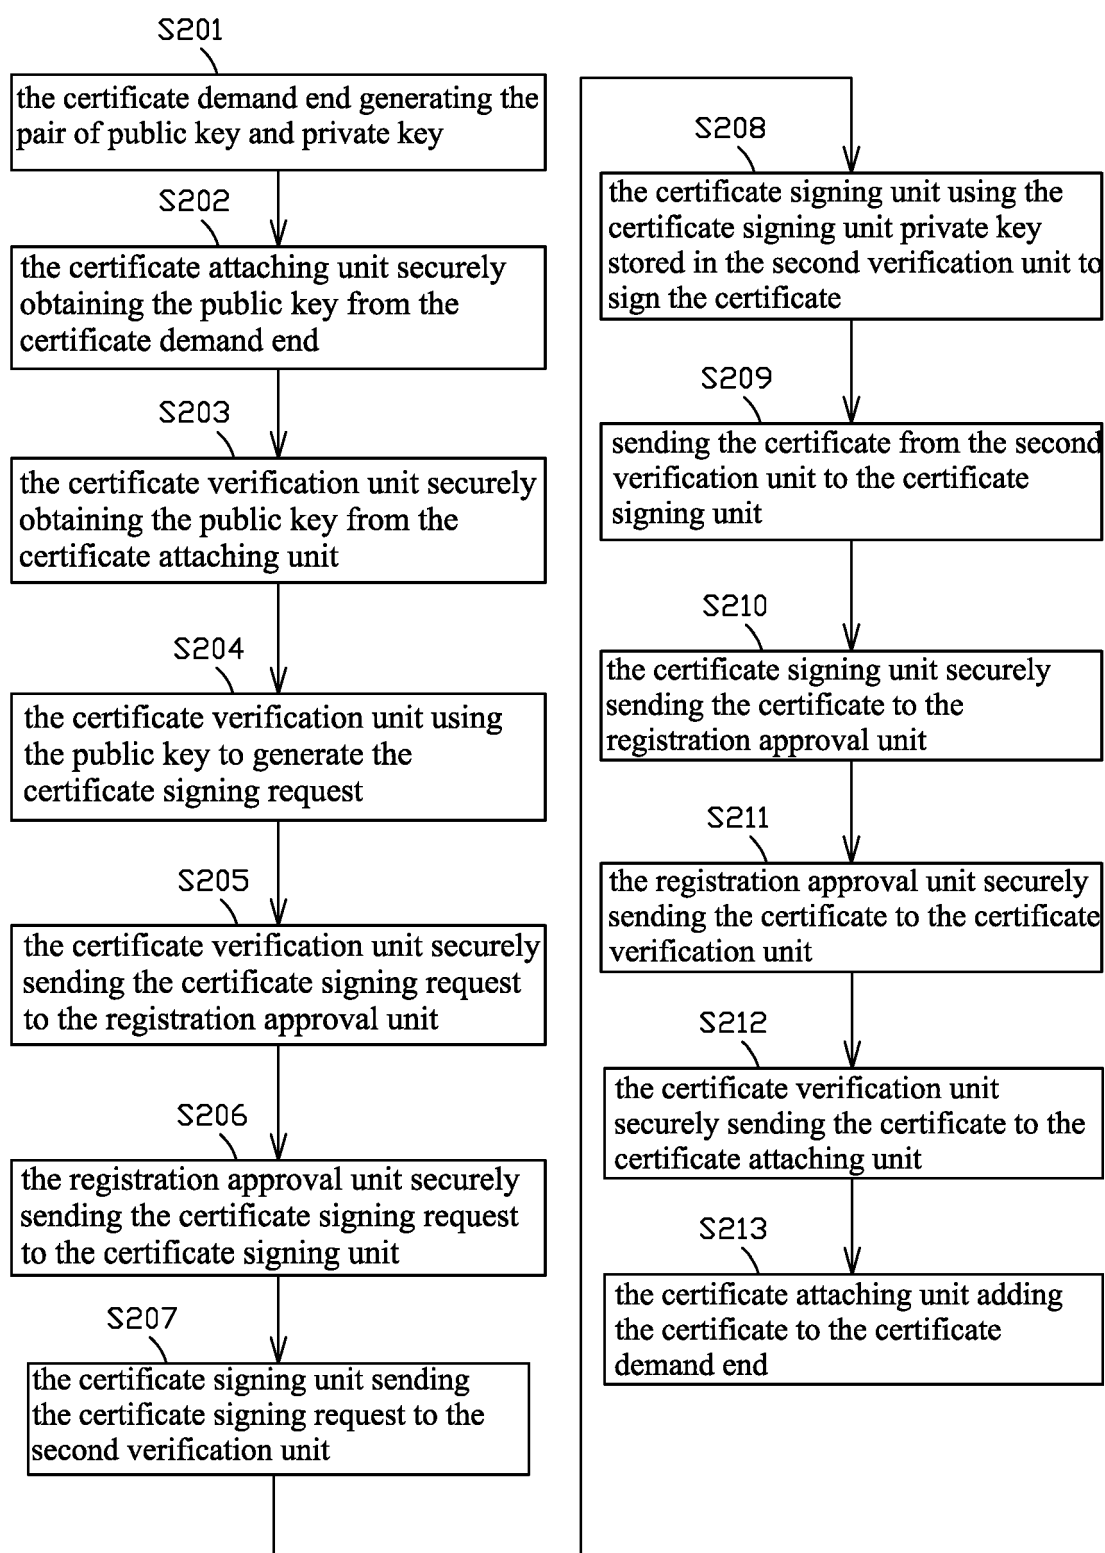 S201
the certificate demand end generating the
pair of public key and private key
S202
the certificate attaching unit securely
obtaining the public key from the
certificate demand end
S203
the certificate verification unit securely
obtaining the public key from the
certificate attaching unit
S204
the certificate verification unit using
the public key to generate the
certificate signing request
S205
the certificate verification unit securely
sending the certificate signing request
to the registration approval unit
S206
the registration approval unit securely
sending the certificate signing request
to the certificate signing unit
S207
the certificate signing unit sending
the certificate signing request to the
second verification unit
S208
the certificate signing unit using the
certificate signing unit private key
stored in the second verification unit to
sign the certificate
S209
sending the certificate from the second
verification unit to the certificate
signing unit
S210
the certificate signing unit securely
sending the certificate to the
registration approval unit
S211
the registration approval unit securely
sending the certificate to the certificate
verification unit
S212
the certificate verification unit
securely sending the certificate to the
certificate attaching unit
S213
the certificate attaching unit adding
the certificate to the certificate
demand end